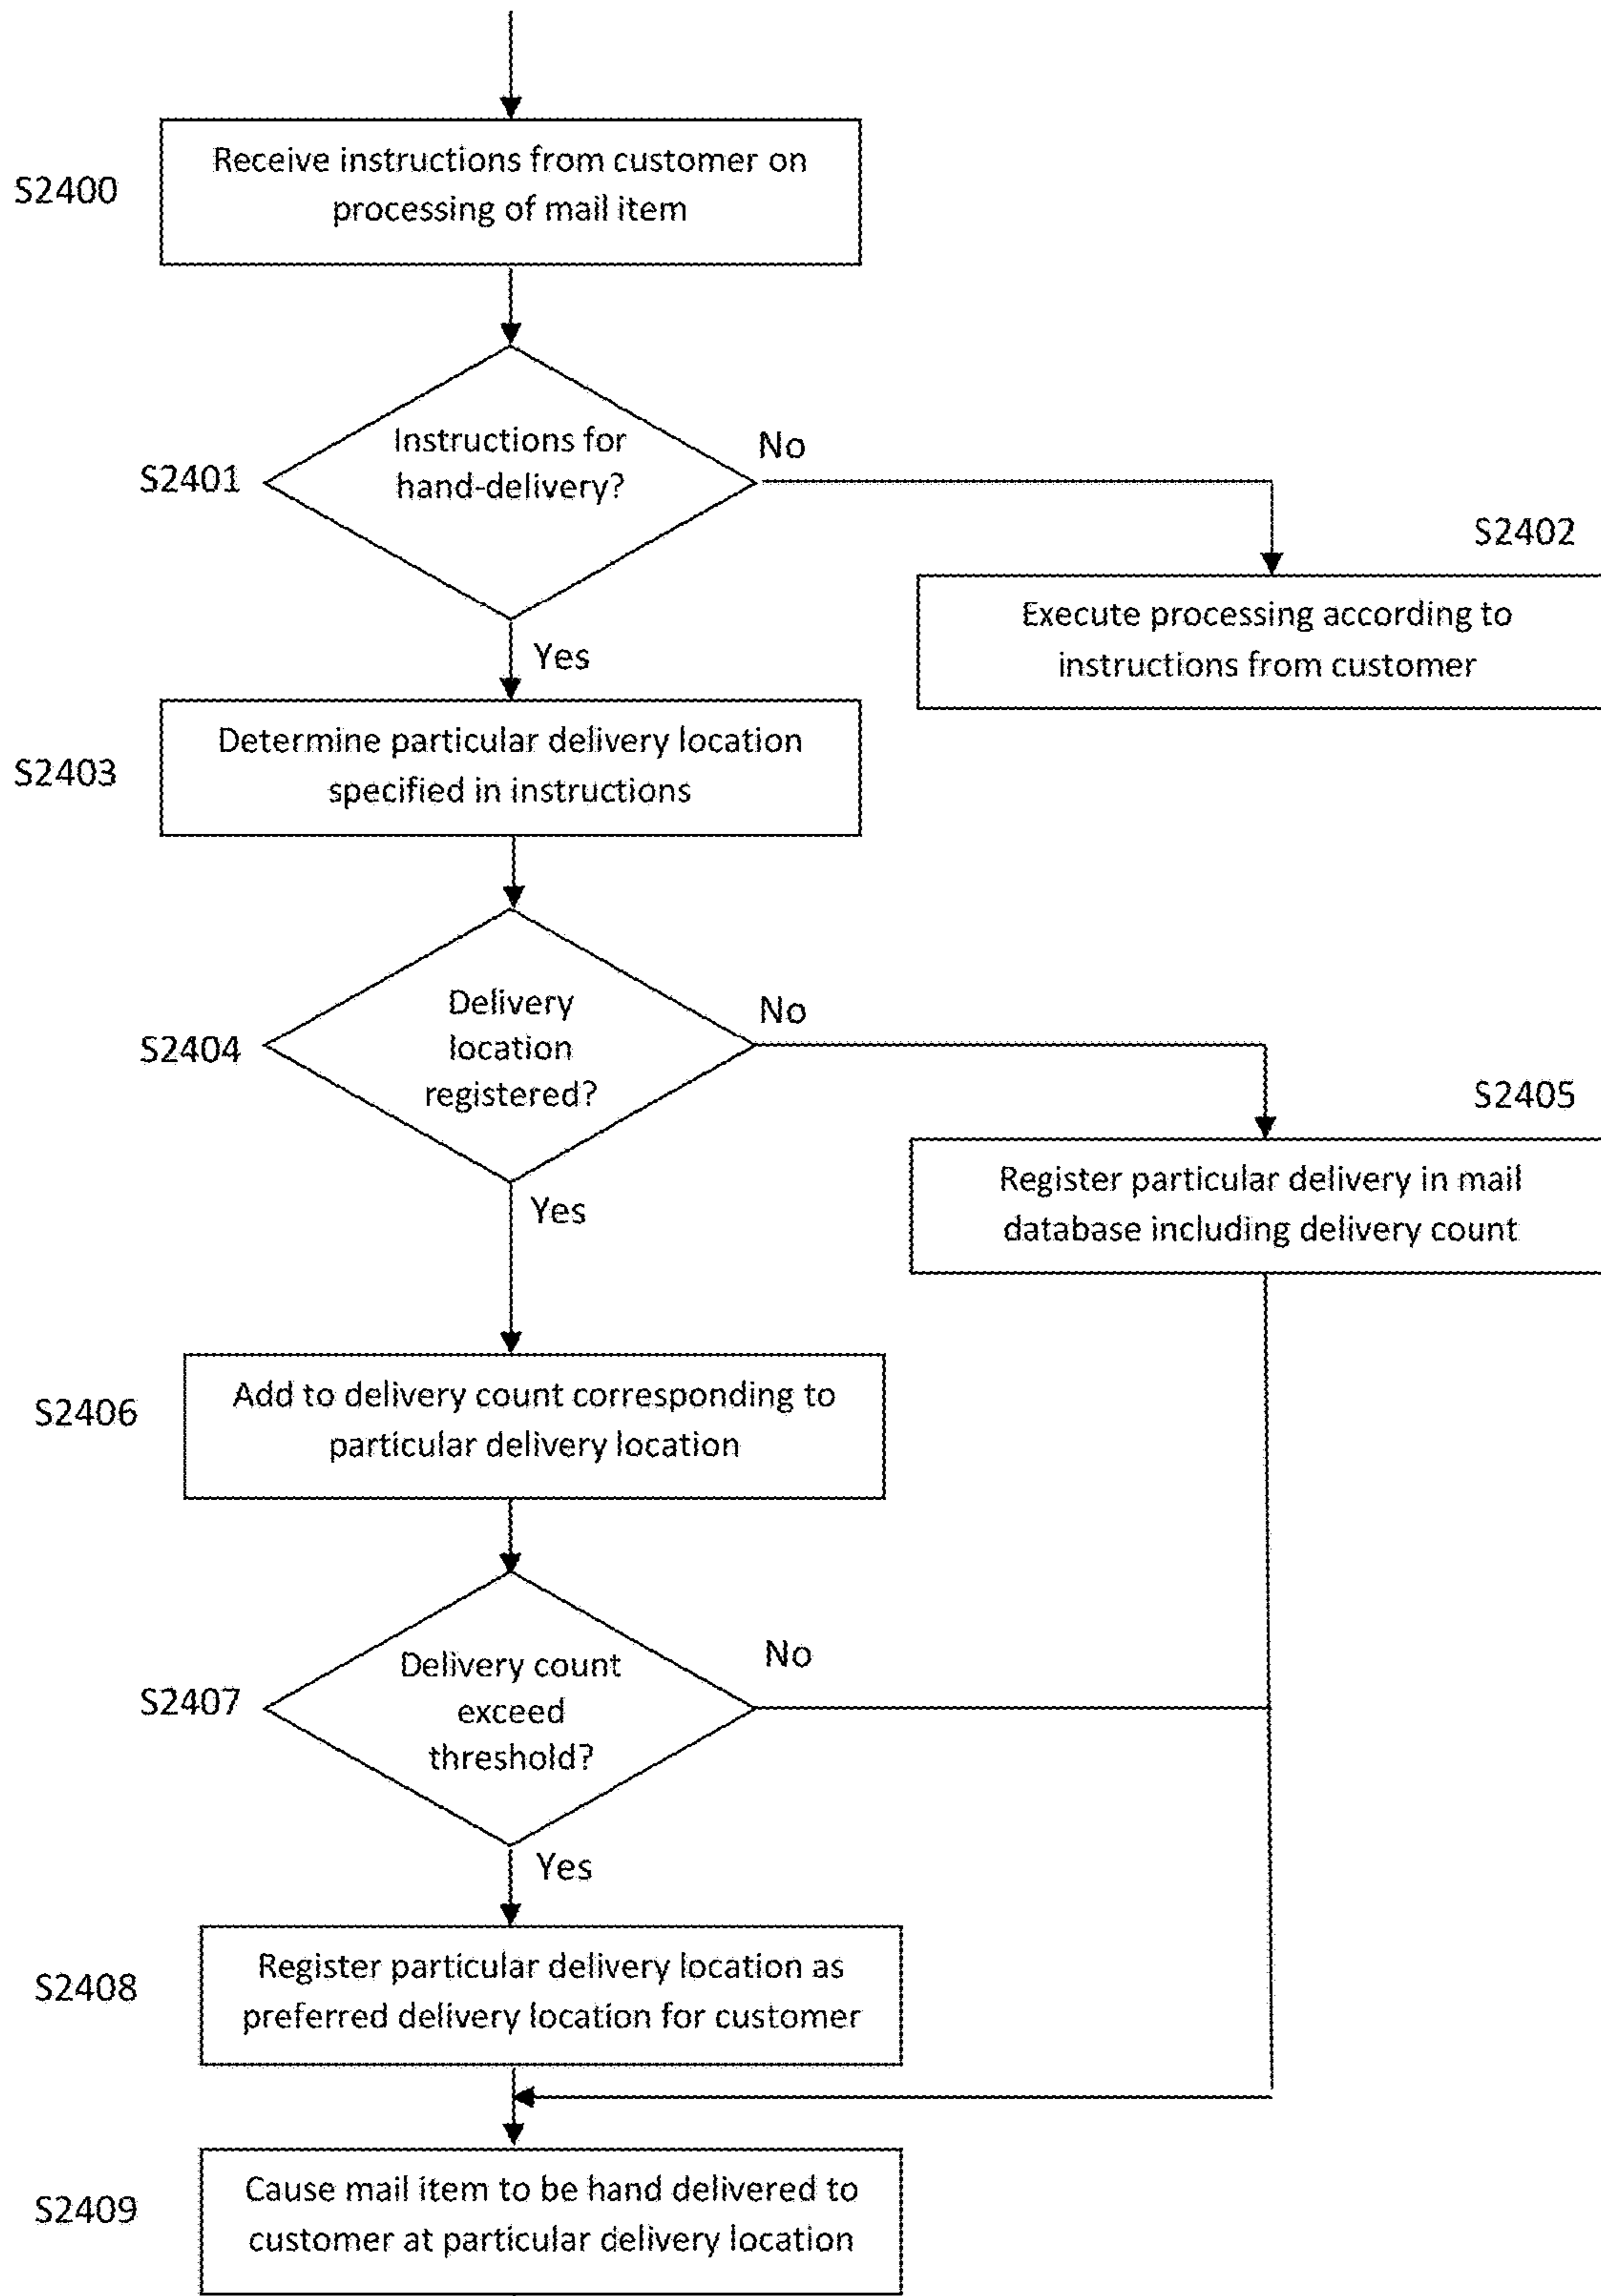 S2400
Receive instructions from customer on
processing of mail item
S2401
Instructions for
hand-delivery?
No
S2402
Execute processing according to
instructions from customer
Yes
S2403
Determine particular delivery location
specified in instructions
S2404
Delivery
location
registered?
No
S2405
Register particular delivery in mail
database including delivery count
Yes
S2406
Add to delivery count corresponding to
particular delivery location
S2407
Delivery count
exceed
threshold?
No
Yes
S2408
Register particular delivery location as
preferred delivery location for customer
S2409
Cause mail item to be hand delivered to
customer at particular delivery location